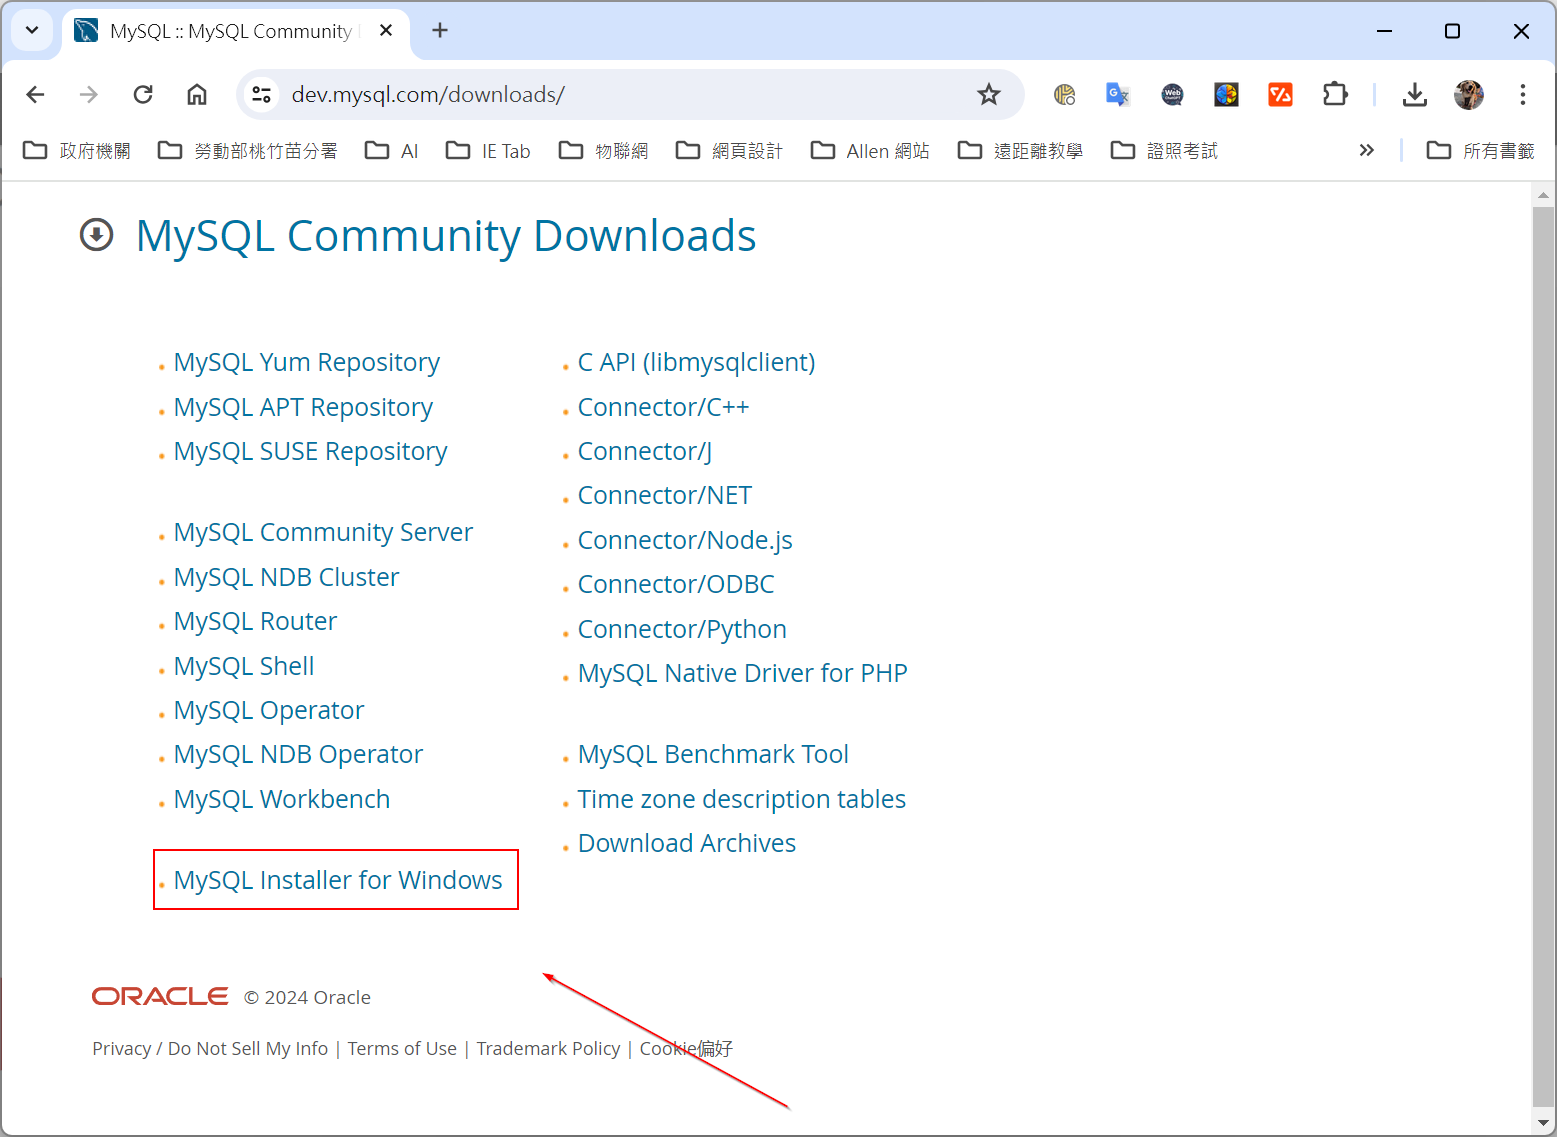 MySQL :: MySQL Community
dev.mysql.com/downloads/
政府機關 勞動部桃竹苗分署 AI IE Tab 物聯網 網頁設計 Allen 網站 遠距離教學 證照考試 » 所有書籤
MySQL Community Downloads
MySQL Yum Repository
MySQL APT Repository
MySQL SUSE Repository
MySQL Community Server
MySQL NDB Cluster
MySQL Router
MySQL Shell
MySQL Operator
MySQL NDB Operator
MySQL Workbench
MySQL Installer for Windows
C API (libmysqlclient)
Connector/C++
Connector/J
Connector/NET
Connector/Node.js
Connector/ODBC
Connector/Python
MySQL Native Driver for PHP
MySQL Benchmark Tool
Time zone description tables
Download Archives
ORACLE © 2024 Oracle
Privacy / Do Not Sell My Info | Terms of Use | Trademark Policy | Cookie偏好